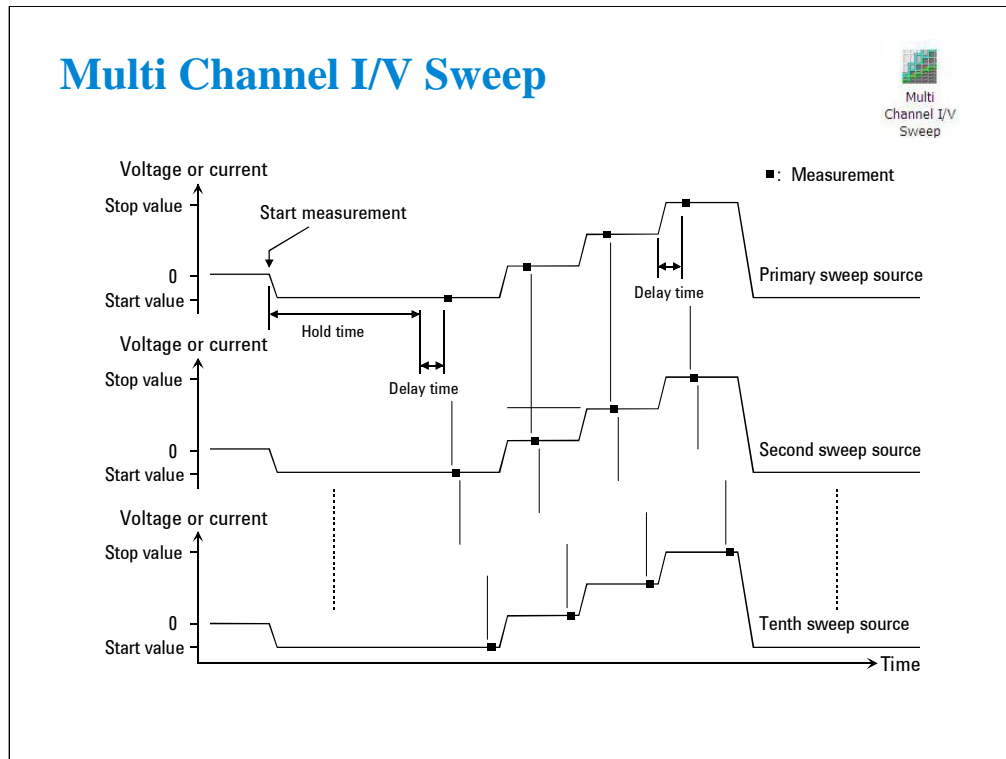 Multi Channel I/V Sweep
Multi
Channel I/V
Sweep
Voltage or current
■: Measurement
Stop value
Start measurement
0
Primary sweep source
Start value
Delay time
Hold time
Voltage or current
Stop value
Delay time
0
Second sweep source
Start value
Voltage or current
Stop value
0
Tenth sweep source
Start value
Time